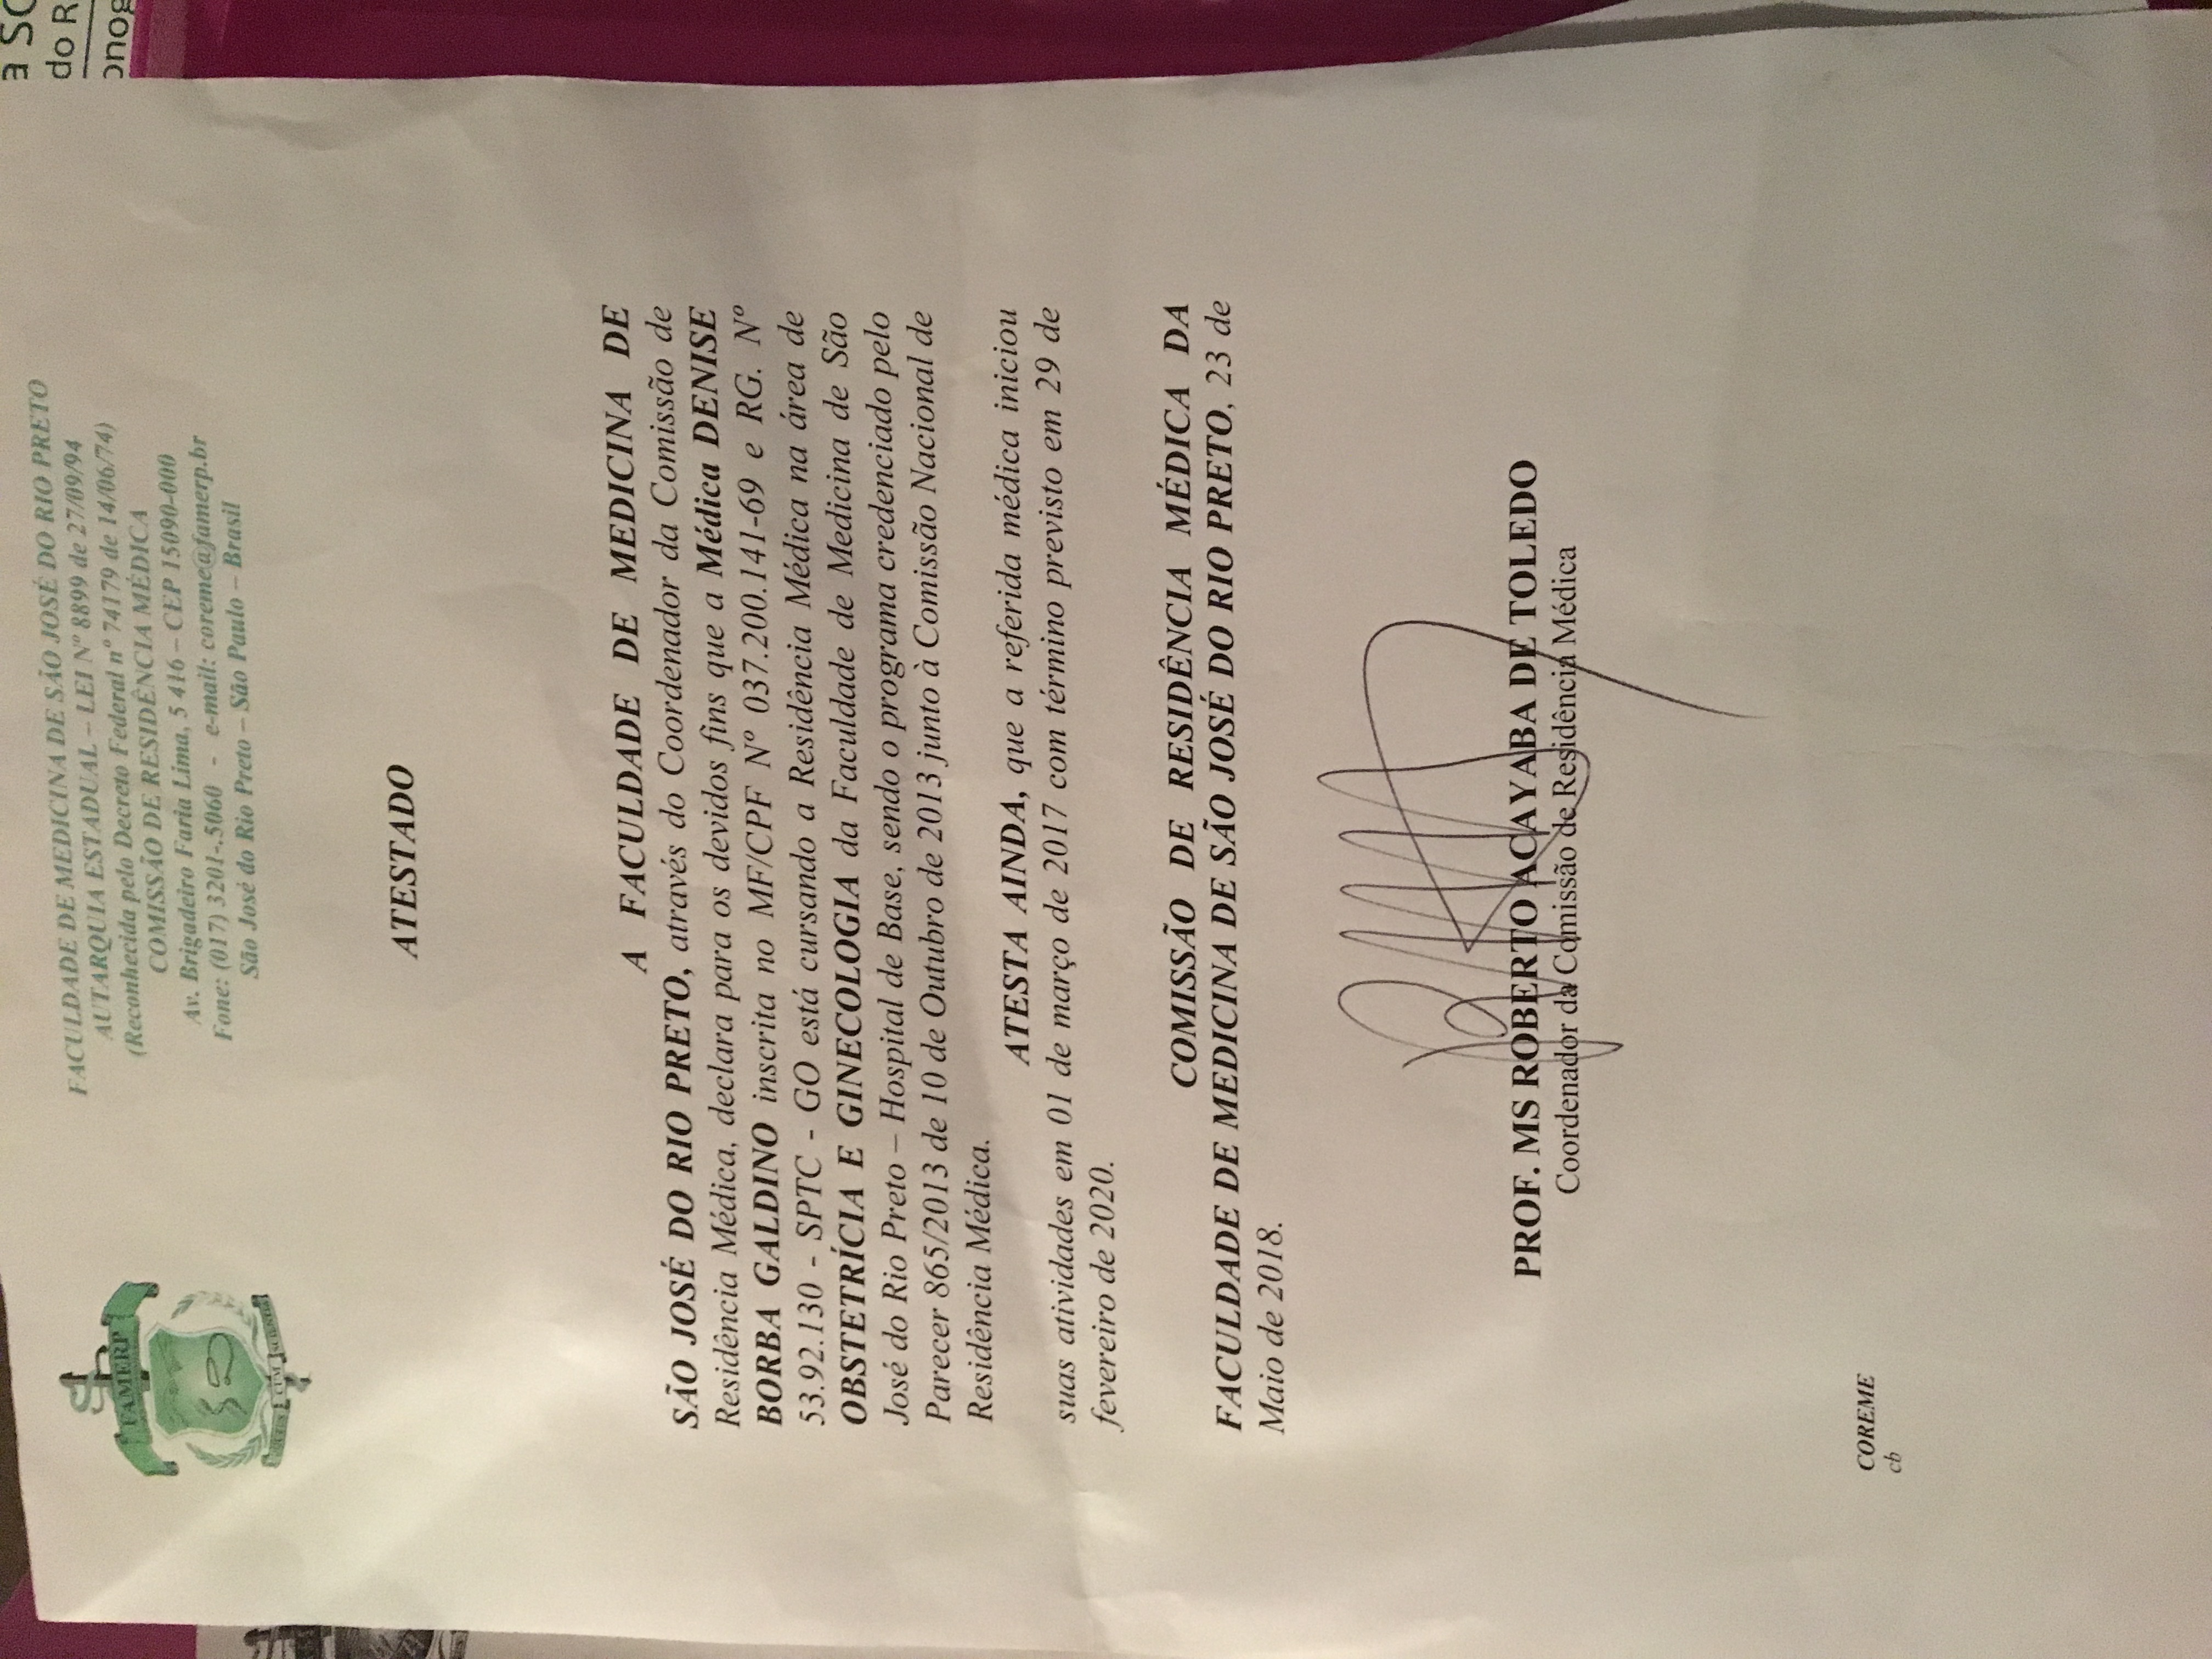 FACULDADE DE MEDICINA DE SÃO JOSÉ DO RIO PRETO
AUTARQUIA ESTADUAL – LEI Nº 8899 de 27/09/94
(Reconhecida pelo Decreto Federal nº 74179 de 14/06/74)
COMISSÃO DE RESIDÊNCIA MÉDICA
Av. Brigadeiro Faria Lima, 5 416 – CEP 15090-000
Fone: (017) 3201-.5060 - e-mail: coreme@famerp.br
São José do Rio Preto – São Paulo – Brasil
FAMERP
ATESTADO
A FACULDADE DE MEDICINA DE
SÃO JOSÉ DO RIO PRETO, através do Coordenador da Comissão de
Residência Médica, declara para os devidos fins que a Médica DENISE
BORBA GALDINO inscrita no MF/CPF Nº 037.200.141-69 e RG. Nº
53.92.130 - SPTC - GO está cursando a Residência Médica na área de
OBSTETRÍCIA E GINECOLOGIA da Faculdade de Medicina de São
José do Rio Preto – Hospital de Base, sendo o programa credenciado pelo
Parecer 865/2013 de 10 de Outubro de 2013 junto à Comissão Nacional de
Residência Médica.
ATESTA AINDA, que a referida médica iniciou
suas atividades em 01 de março de 2017 com término previsto em 29 de
fevereiro de 2020.
COMISSÃO DE RESIDÊNCIA MÉDICA DA
FACULDADE DE MEDICINA DE SÃO JOSÉ DO RIO PRETO, 23 de
Maio de 2018.
PROF. MS ROBERTO ACAYABA DE TOLEDO
Coordenador da Comissão de Residência Médica
COREME
cb